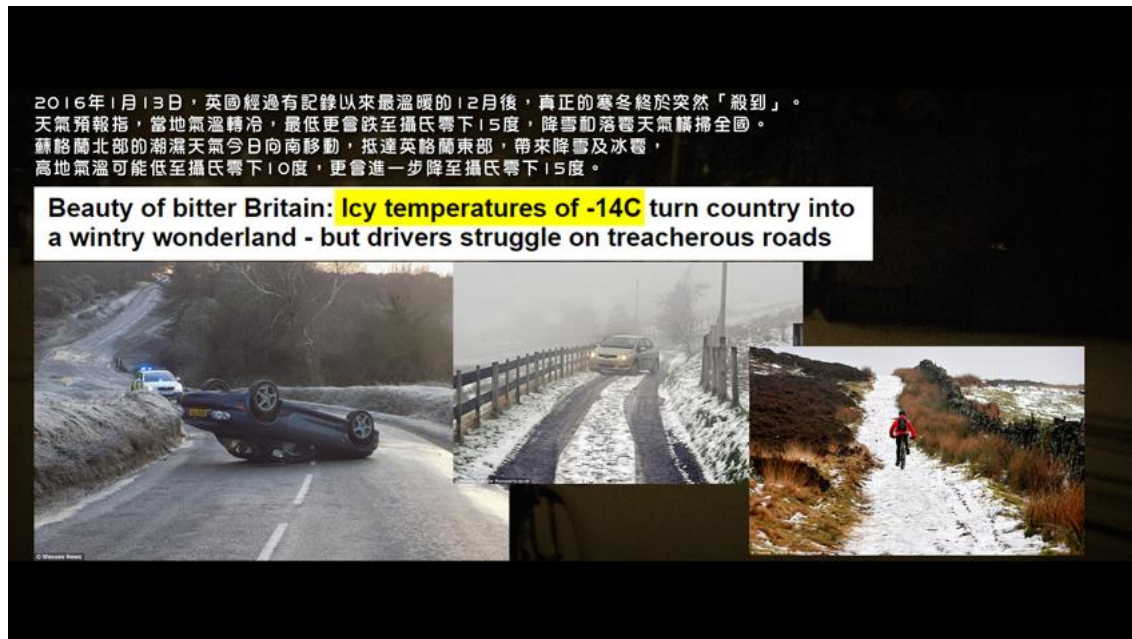 2016年1月13日，英國經過有記錄以來最溫暖的12月後，真正的寒冬終於突然「殺到」。
天氣預報指，當地氣溫轉冷，最低更會跌至攝氏零下15度，降雪和落雹天氣橫掃全國。
蘇格蘭北部的潮濕天氣今日向南移動，抵達英格蘭東部，帶來降雪及冰雹，
高地氣溫可能低至攝氏零下10度，更會進一步降至攝氏零下15度。
Beauty of bitter Britain: Icy temperatures of -14C turn country into
a wintry wonderland - but drivers struggle on treacherous roads
© Wessex News